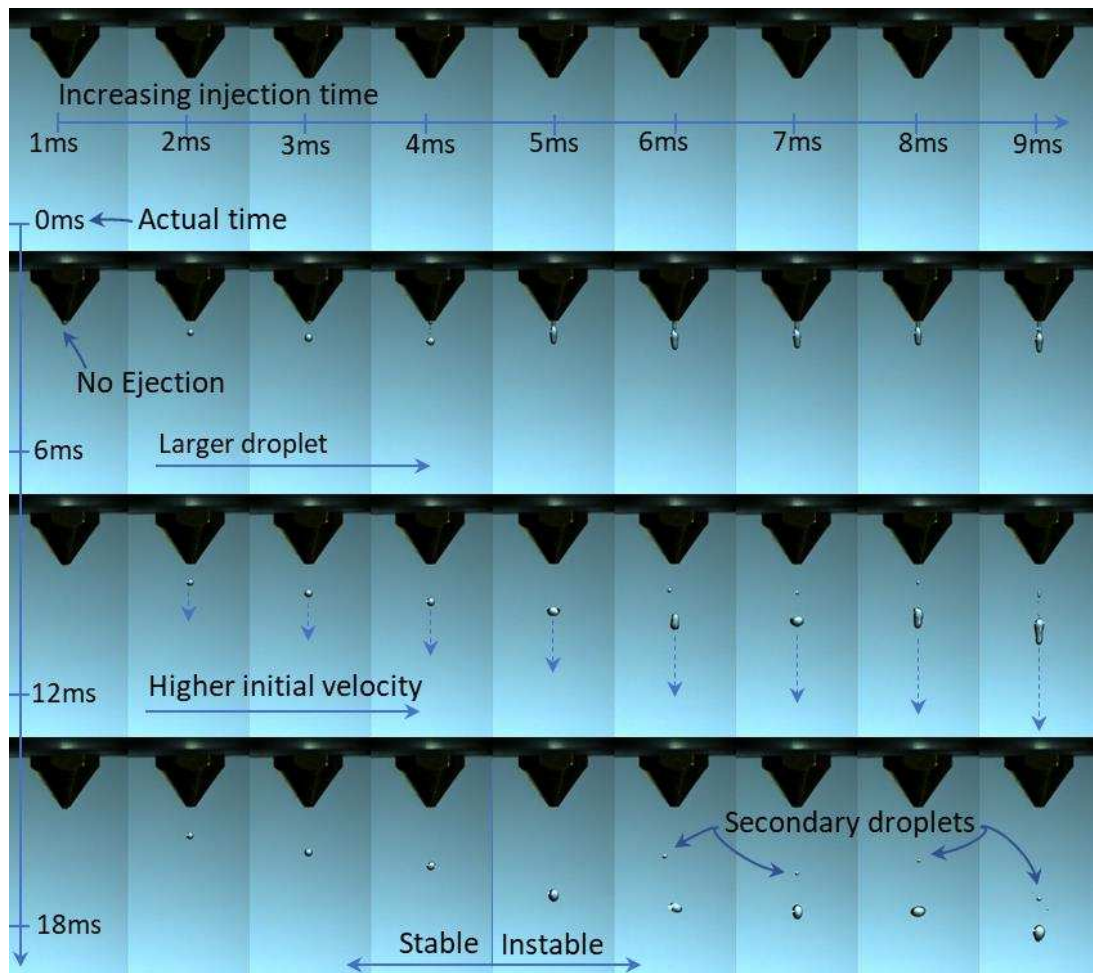 Increasing injection time
1ms 2ms 3ms 4ms 5ms 6ms 7ms 8ms 9ms
0ms Actual time
No Ejection
6ms
Larger droplet
12ms
Higher initial velocity
Secondary droplets
18ms
Stable Instable